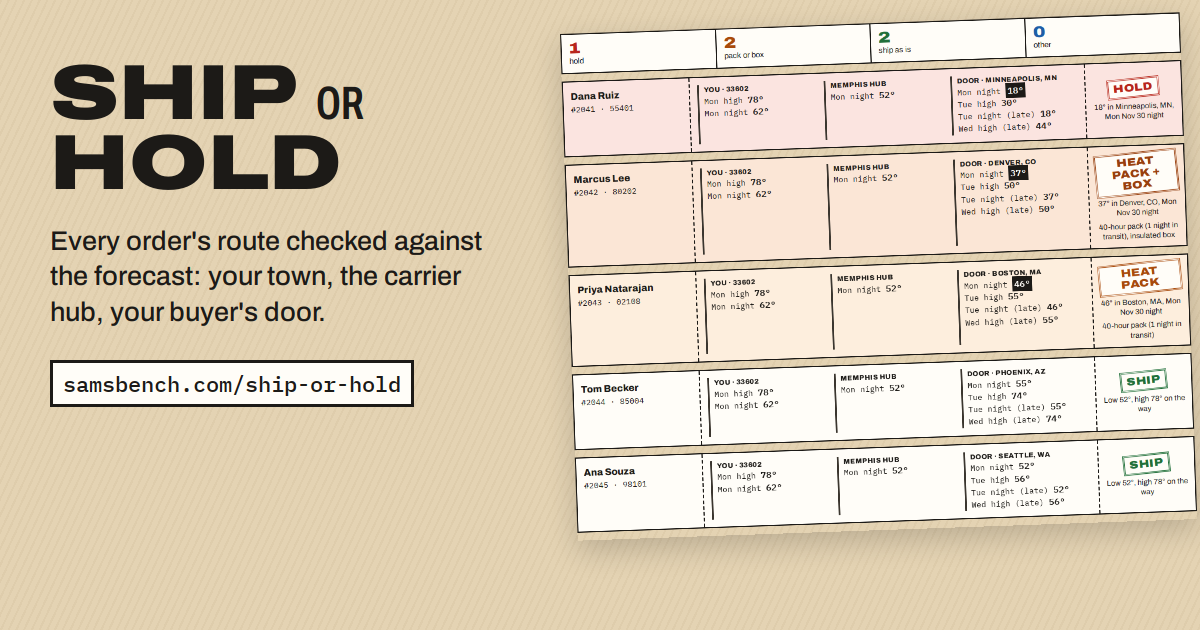 SHIP OR
HOLD
Every order's route checked against
the forecast: your town, the carrier
hub, your buyer's door.
samsbench.com/ship-or-hold
1
hold
2
pack or box
2
ship as is
0
other
Dana Ruiz
#2041 · 55401
YOU · 33602
Mon high 78°
Mon night 62°
MEMPHIS HUB
Mon night 52°
DOOR · MINNEAPOLIS, MN
Mon night 18°
Tue high 30°
Tue night (late) 18°
Wed high (late) 44°
HOLD
18° in Minneapolis, MN,
Mon Nov 30 night
Marcus Lee
#2042 · 80202
YOU · 33602
Mon high 78°
Mon night 62°
MEMPHIS HUB
Mon night 52°
DOOR · DENVER, CO
Mon night 37°
Tue high 50°
Tue night (late) 37°
Wed high (late) 50°
HEAT
PACK +
BOX
37° in Denver, CO, Mon
Nov 30 night
40-hour pack (1 night in
transit), insulated box
Priya Natarajan
#2043 · 02108
YOU · 33602
Mon high 78°
Mon night 62°
MEMPHIS HUB
Mon night 52°
DOOR · BOSTON, MA
Mon night 46°
Tue high 55°
Tue night (late) 46°
Wed high (late) 55°
HEAT
PACK
46° in Boston, MA, Mon
Nov 30 night
40-hour pack (1 night in
transit)
Tom Becker
#2044 · 85004
YOU · 33602
Mon high 78°
Mon night 62°
MEMPHIS HUB
Mon night 52°
DOOR · PHOENIX, AZ
Mon night 55°
Tue high 74°
Tue night (late) 55°
Wed high (late) 74°
SHIP
Low 52°, high 78° on the
way
Ana Souza
#2045 · 98101
YOU · 33602
Mon high 78°
Mon night 62°
MEMPHIS HUB
Mon night 52°
DOOR · SEATTLE, WA
Mon night 52°
Tue high 56°
Tue night (late) 52°
Wed high (late) 56°
SHIP
Low 52°, high 78° on the
way